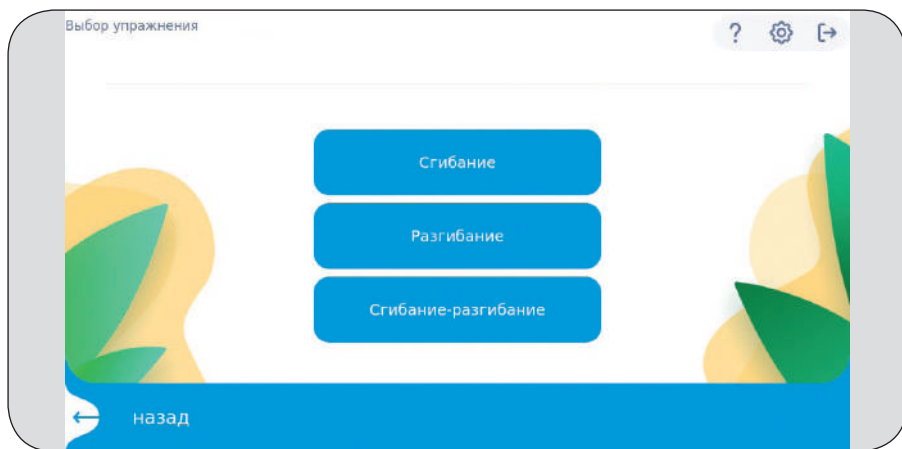 Выбор упражнения
?
Сгибание
Разгибание
Сгибание-разгибание
назад